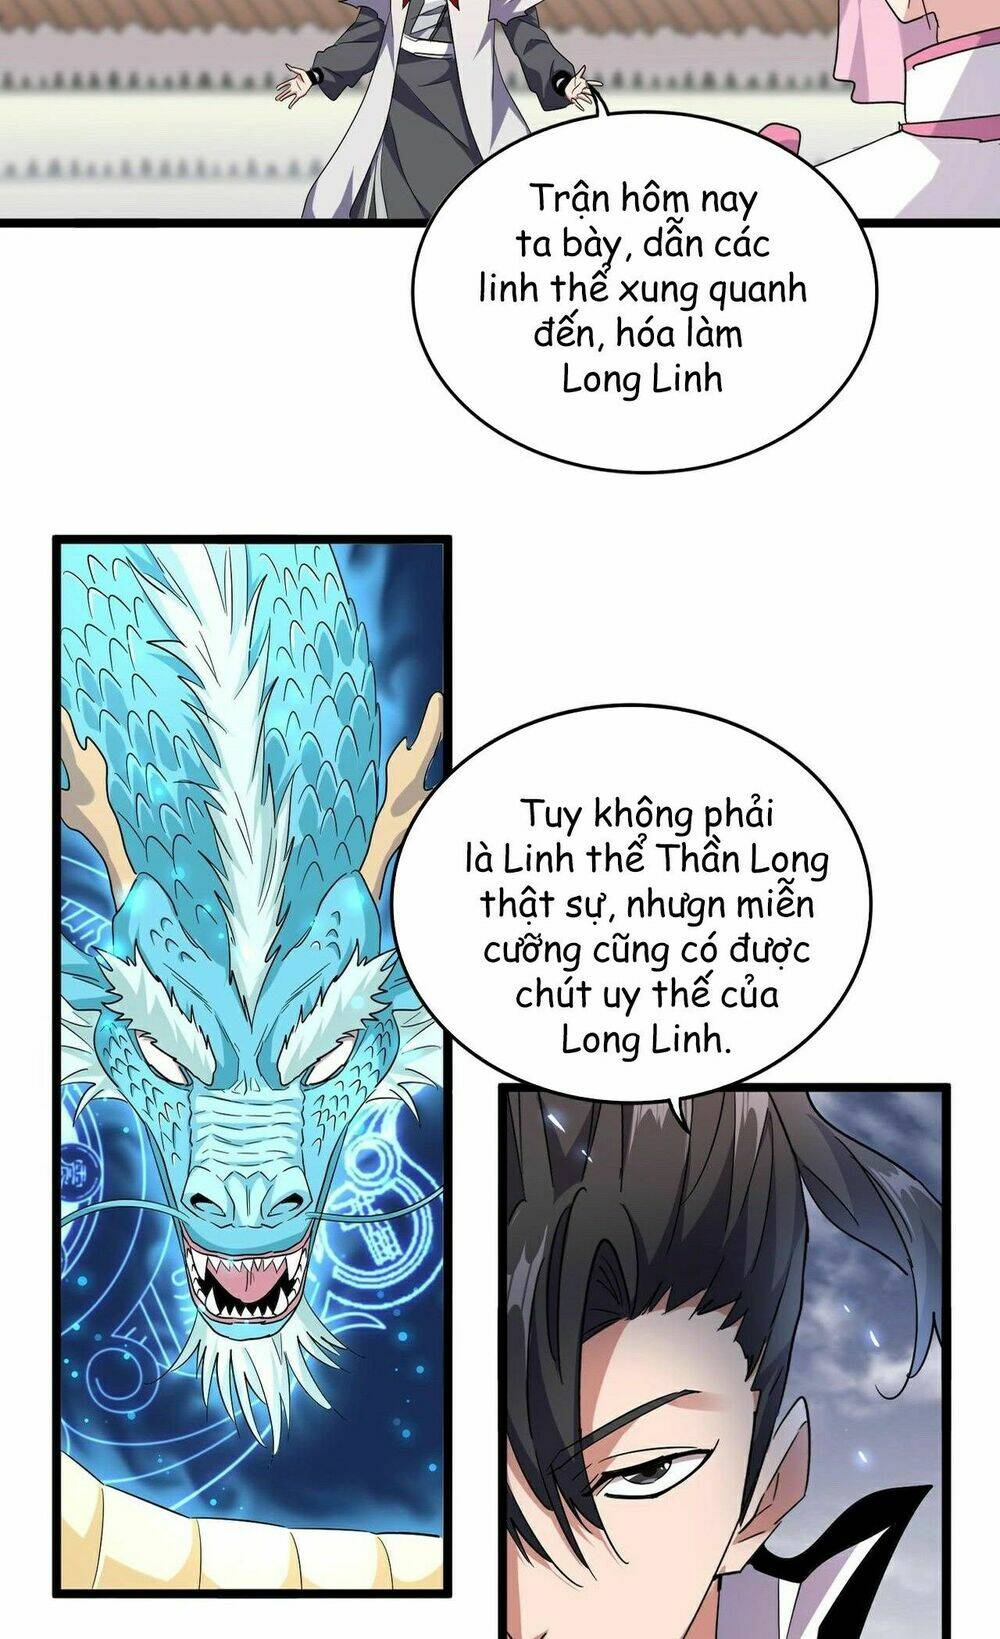 Trận hôm nay
ta bày, dẫn các
linh thể xung quanh
đến, hóa làm
Long Linh
Tuy không phải
là Linh thể Thần Long
thật sự, nhưgn miễn
cưỡng cũng có được
chút uy thế của
Long Linh.